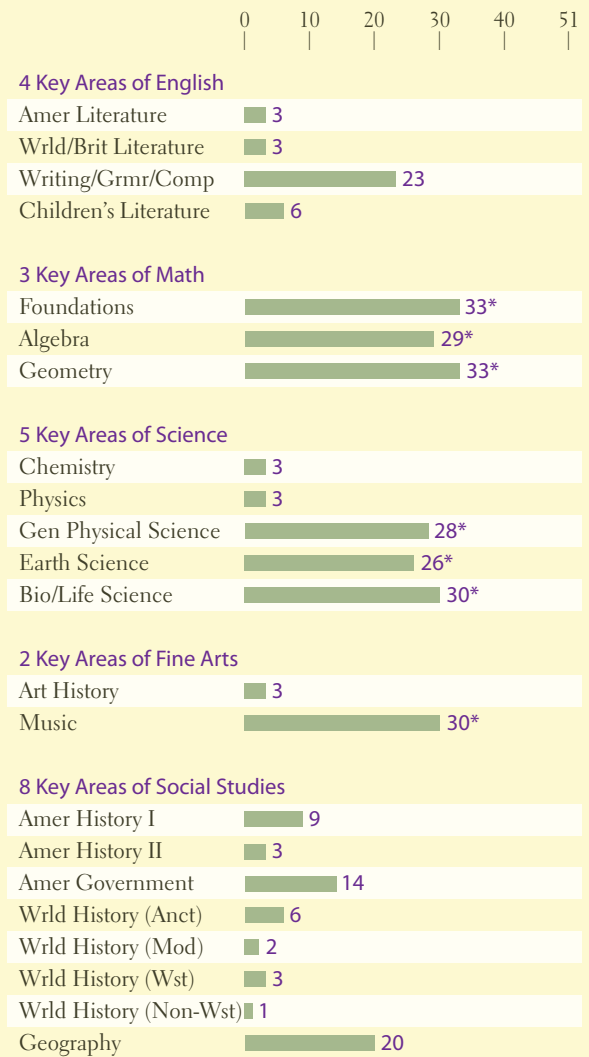 0 10 20 30 40 51
4 Key Areas of English
Amer Literature 3
Wrld/Brit Literature 3
Writing/Grmr/Comp 23
Children’s Literature 6
3 Key Areas of Math
Foundations 33*
Algebra 29*
Geometry 33*
5 Key Areas of Science
Chemistry 3
Physics 3
Gen Physical Science 28*
Earth Science 26*
Bio/Life Science 30*
2 Key Areas of Fine Arts
Art History 3
Music 30*
8 Key Areas of Social Studies
Amer History I 9
Amer History II 3
Amer Government 14
Wrld History (Anct) 6
Wrld History (Mod) 2
Wrld History (Wst) 3
Wrld History (Non-Wst) 1
Geography 20